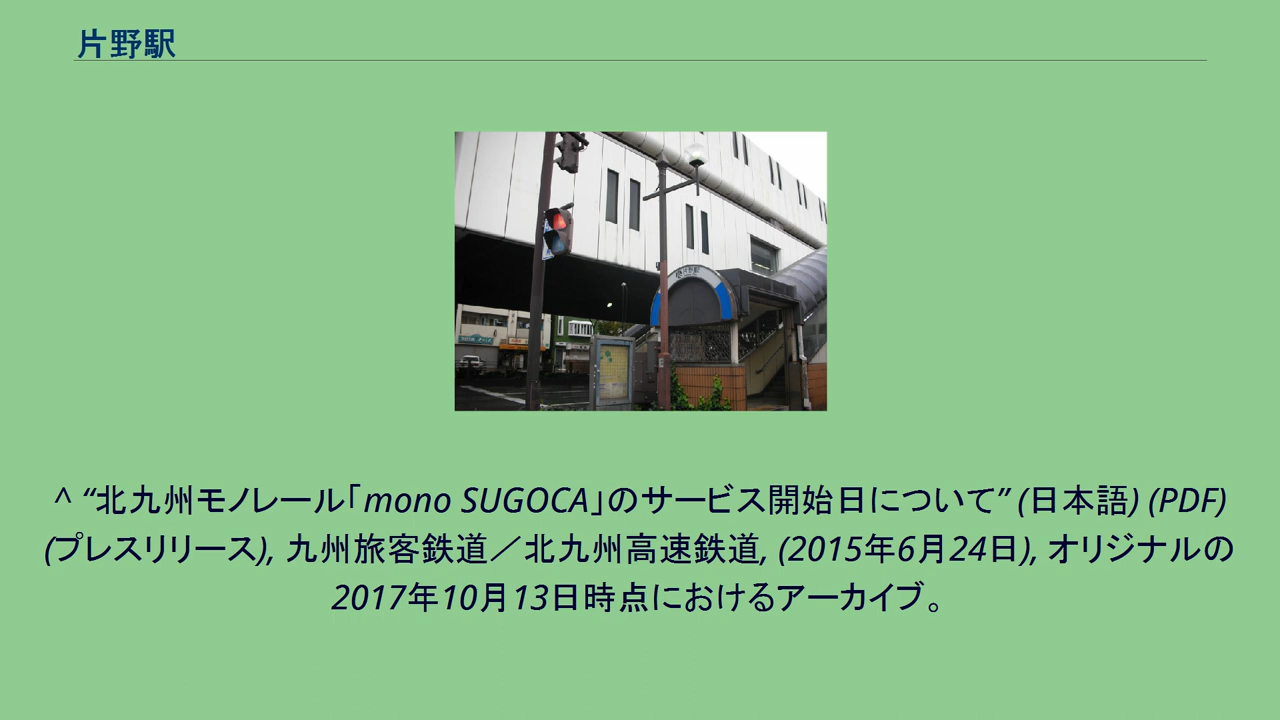 片野駅
片野駅
^ “北九州モノレール「mono SUGOCA」のサービス開始日について” (日本語) (PDF)
(プレスリリース), 九州旅客鉄道／北九州高速鉄道, (2015年6月24日), オリジナルの
2017年10月13日時点におけるアーカイブ。